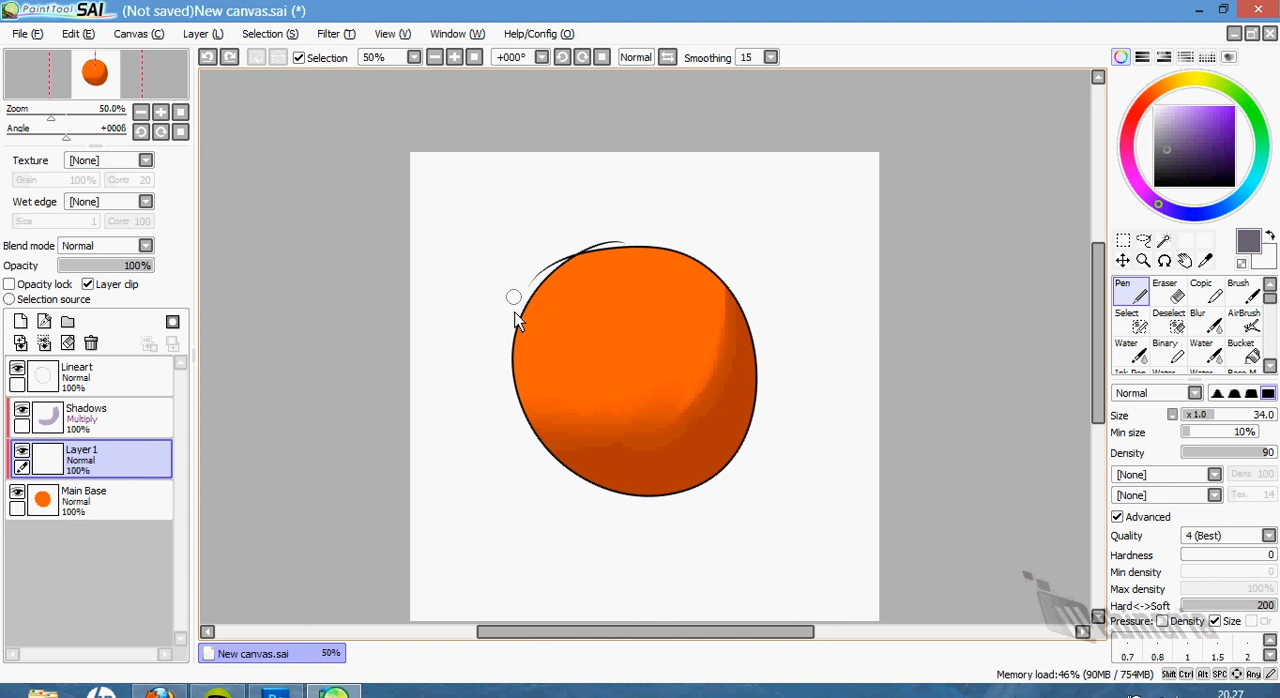 PaintTool SAI (Not saved)New canvas.sai (*)
File (F) Edit (E) Canvas (C) Layer (L) Selection (S) Filter (T) View (V) Window (W) Help/Config (O)
Selection 50% +000° Normal Smoothing 15
Zoom 50.0%
Angle +000ß
Texture [None]
Grain 100% Contr 20
Wet edge [None]
Size 1 Contr 100
Blend mode Normal
Opacity 100%
Opacity lock Layer clip
Selection source
Lineart
Normal
100%
Shadows
Multiply
100%
Layer1
Normal
100%
Main Base
Normal
100%
Pen Eraser Copic Brush
Select Deselect Blur AirBrush
Water Binary Water Bucket
Normal
Size x 1.0 34.0
Min size 10%
Density 90
[None] Dens 100
[None] Tex. 14
Advanced
Quality 4 (Best)
Hardness 0
Min density 0
Max density 100%
Hard<->Soft 200
Pressure: Density Size Clr
0.7 0.8 1 1.5 2
New canvas.sai 50%
Memory load:46% (90MB / 754MB) Shift Ctrl Alt SPC Any
20.27